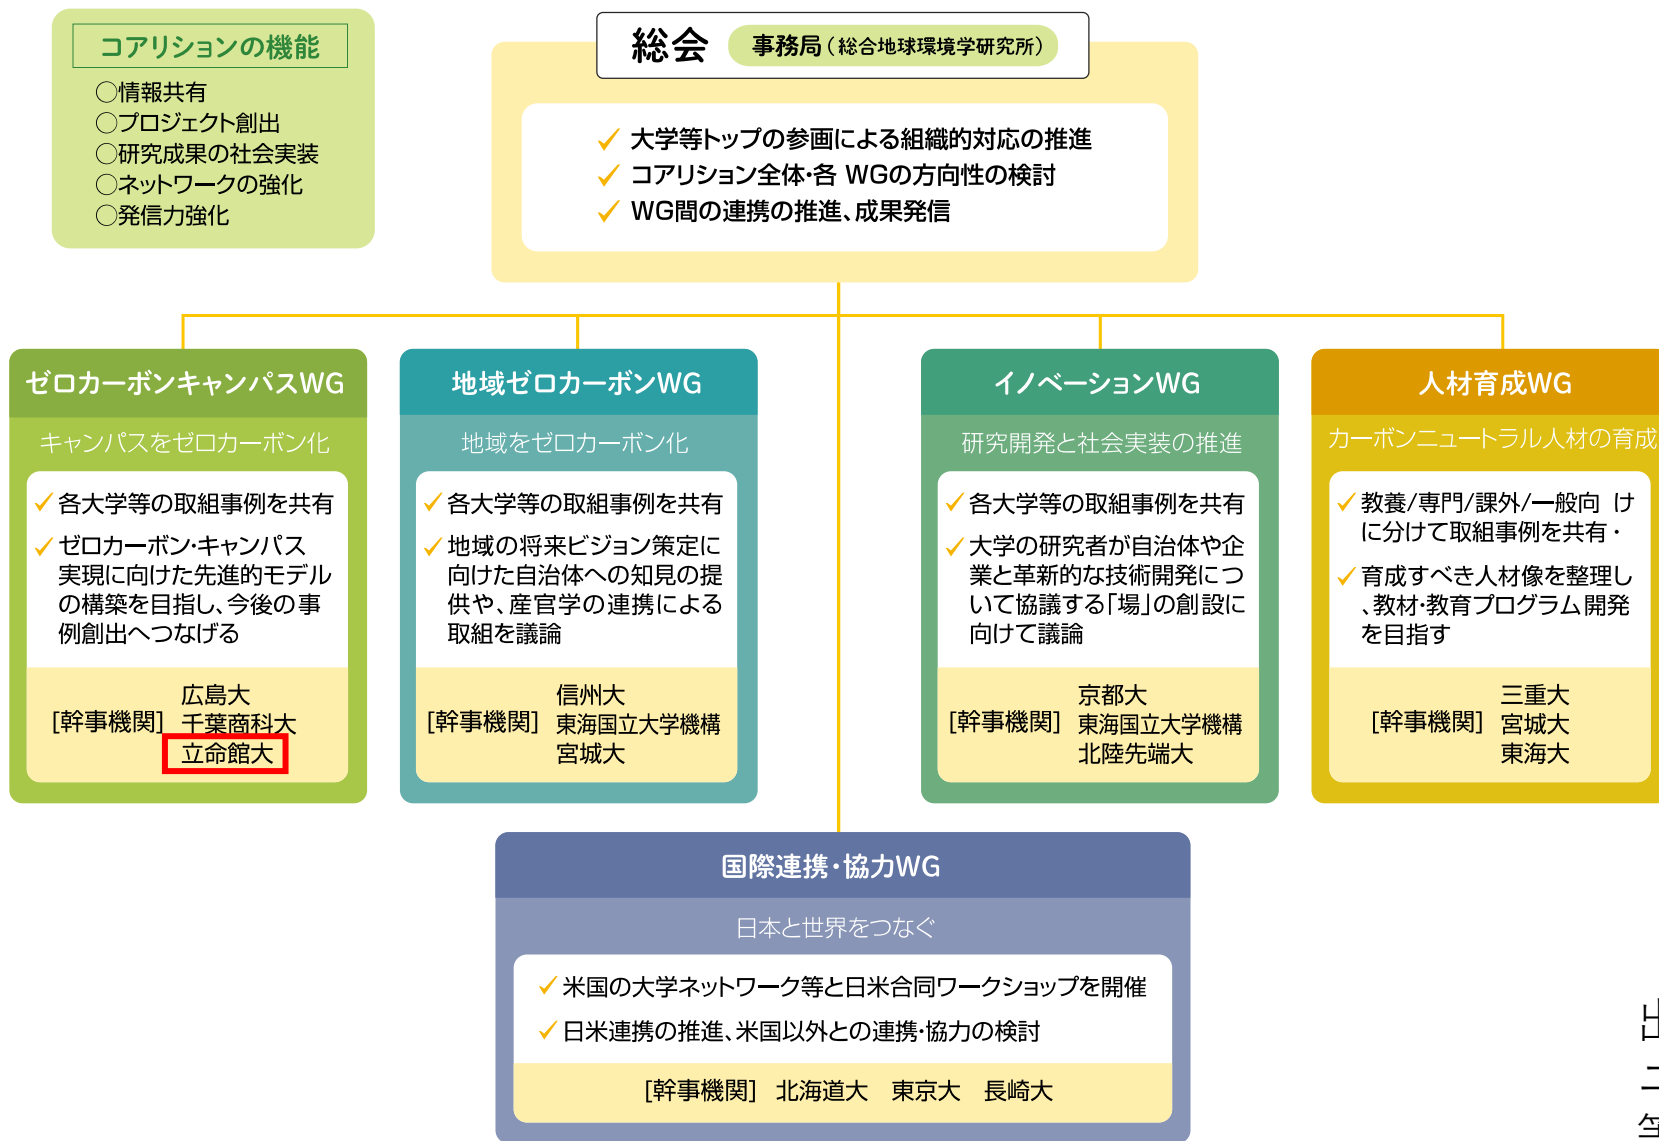 コアリションの機能
○情報共有
○プロジェクト創出
○研究成果の社会実装
○ネットワークの強化
○発信力強化
総会 事務局（総合地球環境学研究所）
大学等トップの参画による組織的対応の推進
コアリション全体・各 WGの方向性の検討
WG間の連携の推進、成果発信
ゼロカーボンキャンパスWG
キャンパスをゼロカーボン化
各大学等の取組事例を共有
ゼロカーボン・キャンパス
実現に向けた先進的モデル
の構築を目指し、今後の事
例創出へつなげる
[幹事機関]
広島大
千葉商科大
立命館大
地域ゼロカーボンWG
地域をゼロカーボン化
各大学等の取組事例を共有
地域の将来ビジョン策定に
向けた自治体への知見の提
供や、産官学の連携による
取組を議論
[幹事機関]
信州大
東海国立大学機構
宮城大
イノベーションWG
研究開発と社会実装の推進
各大学等の取組事例を共有
大学の研究者が自治体や企
業と革新的な技術開発につ
いて協議する「場」の創設に
向けて議論
[幹事機関]
京都大
東海国立大学機構
北陸先端大
人材育成WG
カーボンニュートラル人材の育成
教養/専門/課外/一般向 け
に分けて取組事例を共有・
育成すべき人材像を整理し
、教材・教育プログラム開発
を目指す
[幹事機関]
三重大
宮城大
東海大
国際連携・協力WG
日本と世界をつなぐ
米国の大学ネットワーク等と日米合同ワークショップを開催
日米連携の推進、米国以外との連携・協力の検討
[幹事機関] 北海道大 東京大 長崎大